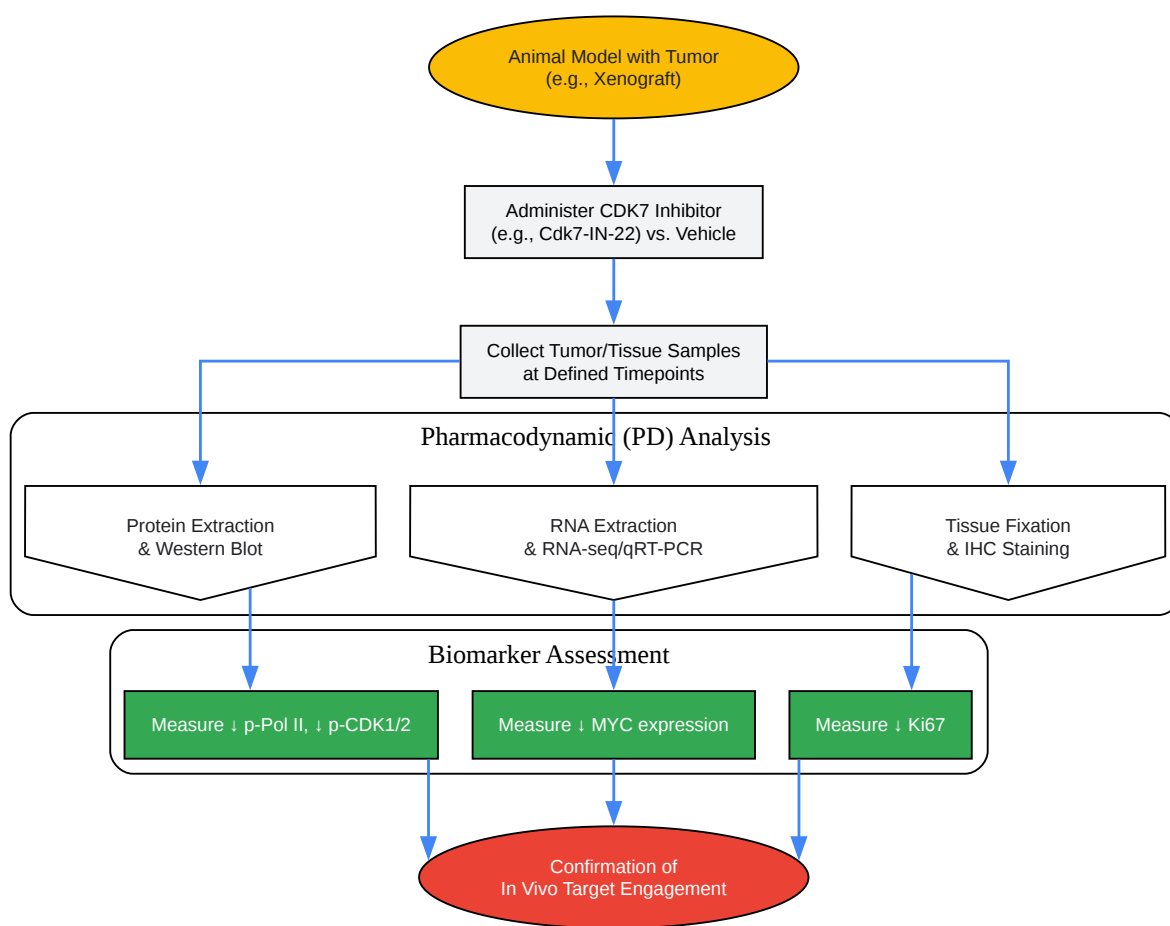 Animal Model with Tumor
(e.g., Xenograft)
Administer CDK7 Inhibitor
(e.g., Cdk7-IN-22) vs. Vehicle
Collect Tumor/Tissue Samples
at Defined Timepoints
Pharmacodynamic (PD) Analysis
Protein Extraction
& Western Blot
RNA Extraction
& RNA-seq/qRT-PCR
Tissue Fixation
& IHC Staining
Biomarker Assessment
Measure ↓ p-Pol II, ↓ p-CDK1/2
Measure ↓ MYC expression
Measure ↓ Ki67
Confirmation of
In Vivo Target Engagement